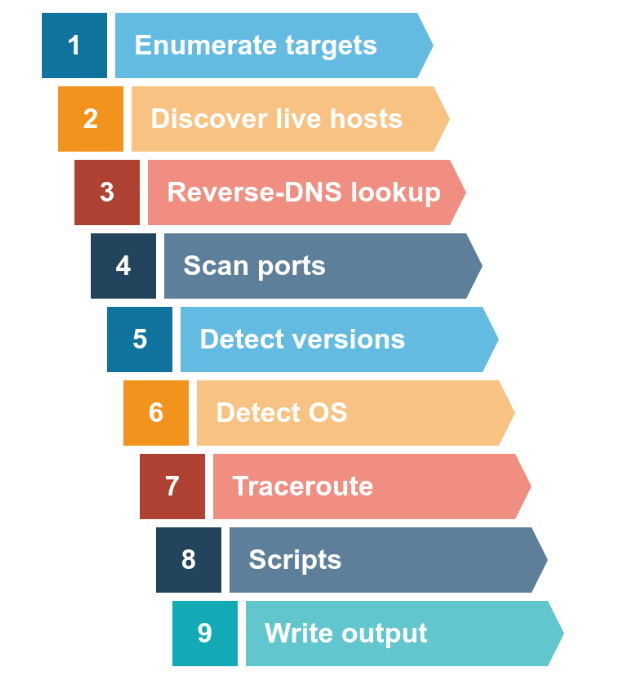 1 Enumerate targets
2 Discover live hosts
3 Reverse-DNS lookup
4 Scan ports
5 Detect versions
6 Detect OS
7 Traceroute
8 Scripts
9 Write output